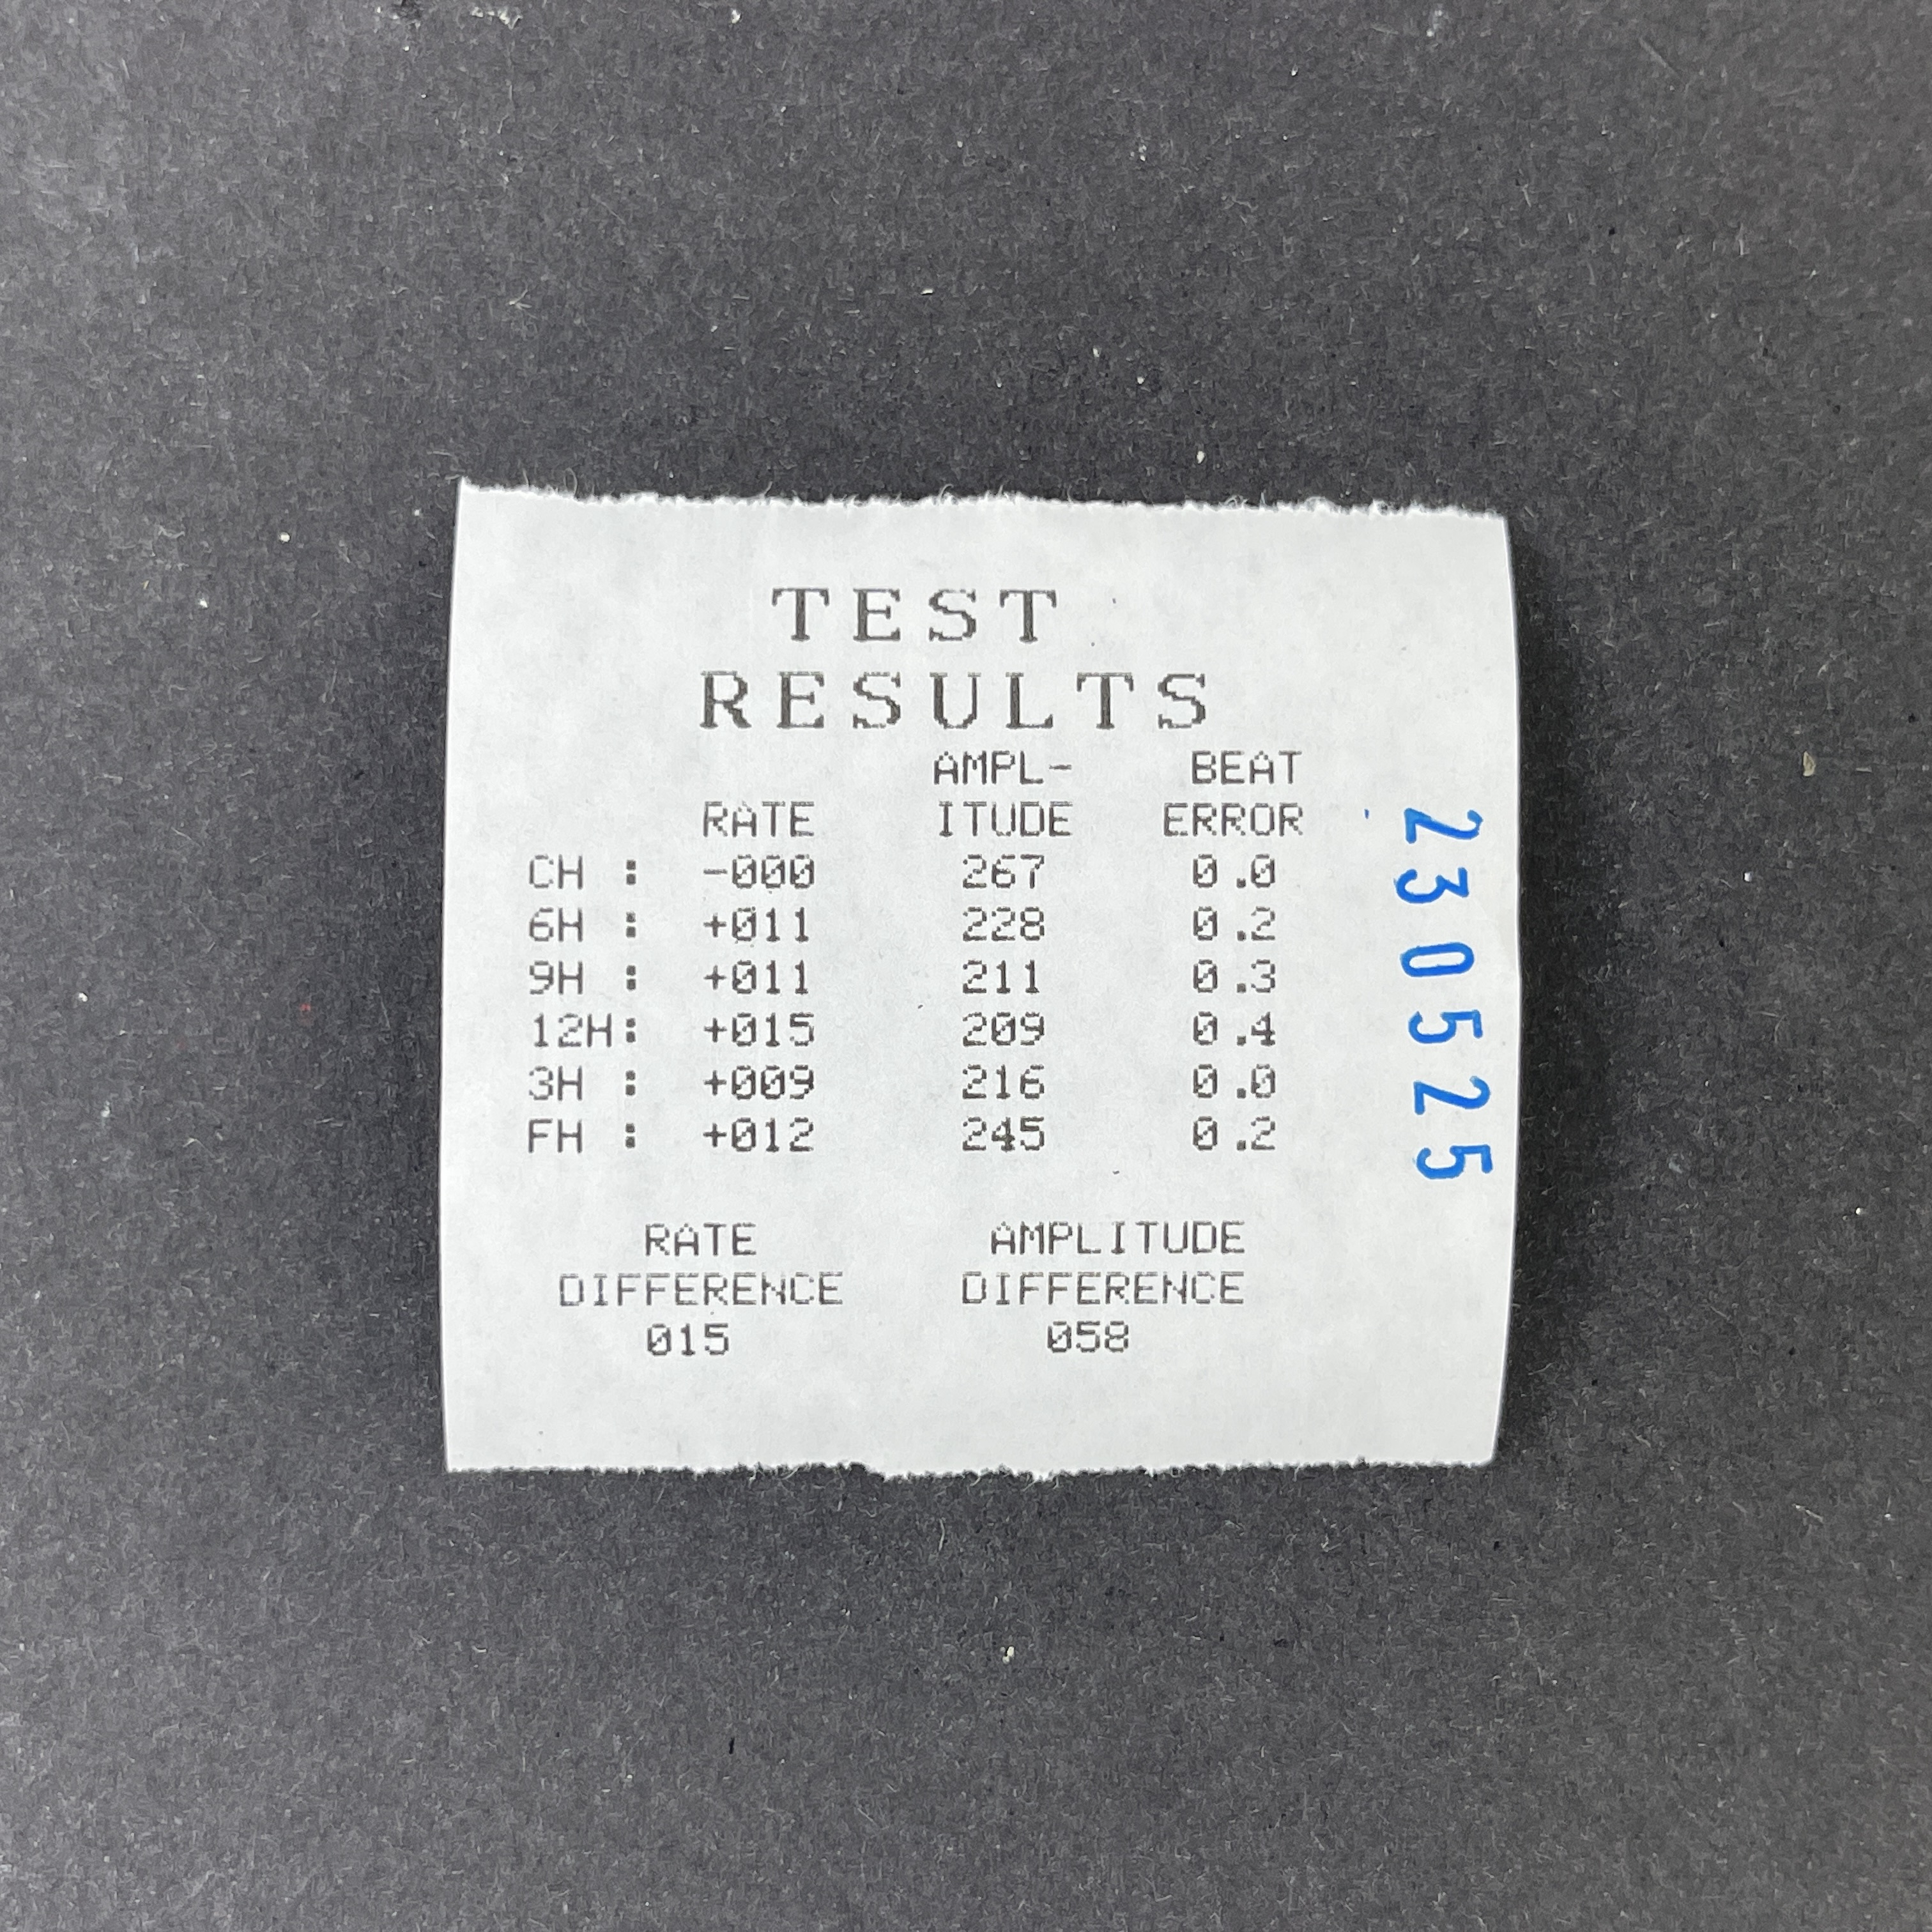 TEST
RESULTS
AMPL- BEAT
RATE ITUDE ERROR
CH : -000 267 0.0
6H : +011 228 0.2
9H : +011 211 0.3
12H: +015 209 0.4
3H : +009 216 0.0
FH : +012 245 0.2
RATE AMPLITUDE
DIFFERENCE DIFFERENCE
015 058
230525